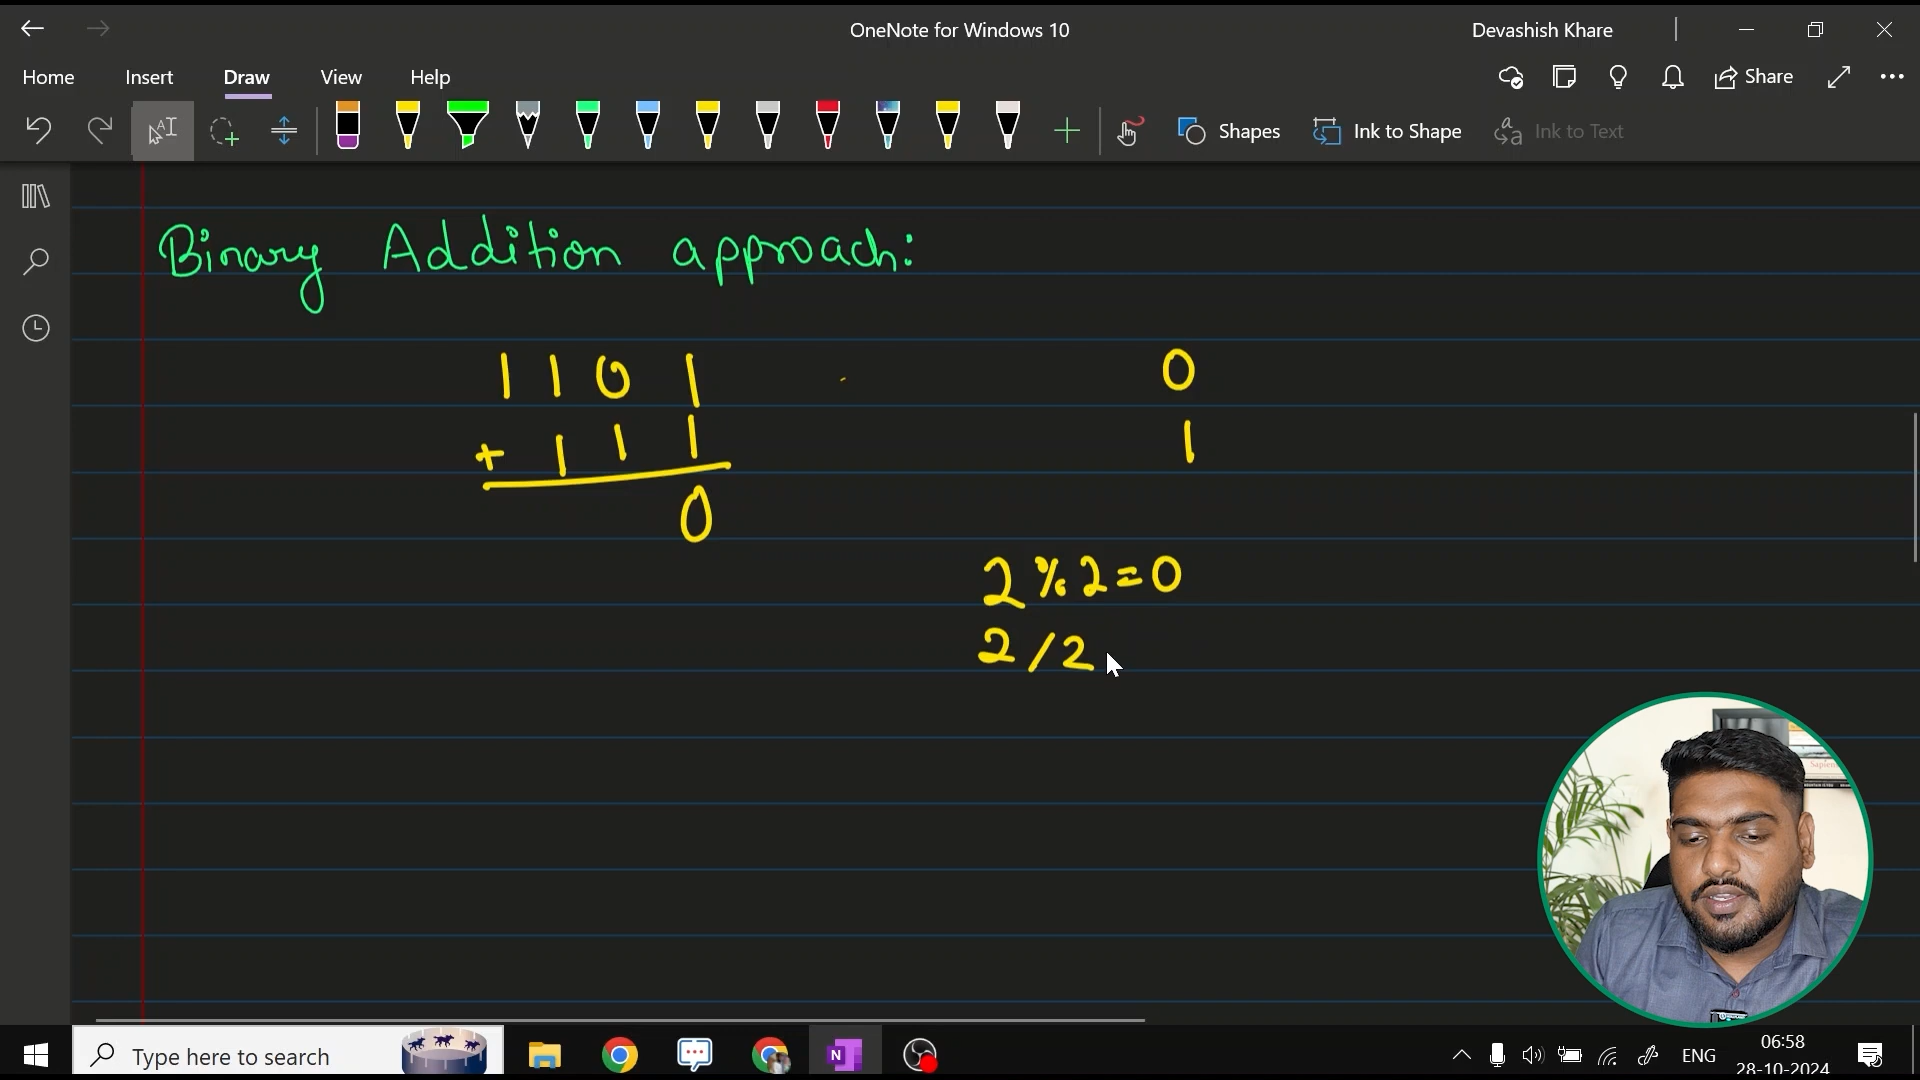 OneNote for Windows 10
Devashish Khare
Home Insert Draw View Help
Share
Shapes
Ink to Shape
Ink to Text
Binary Addition approach:
1 1 0 1
0
+ 1 1 1
1
0
2 % 2 = 0
2 / 2
Type here to search
ENG
06:58
28-10-2024